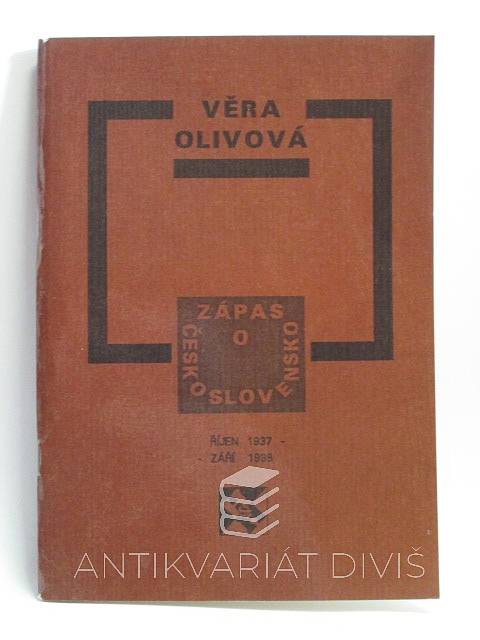 VĚRA
OLIVOVÁ
ZÁPAS
O
ČESKOSLOVENSKO
ŘÍJEN 1937 -
- ZÁŘÍ 1938
ANTIKVARIÁT DIVIŠ